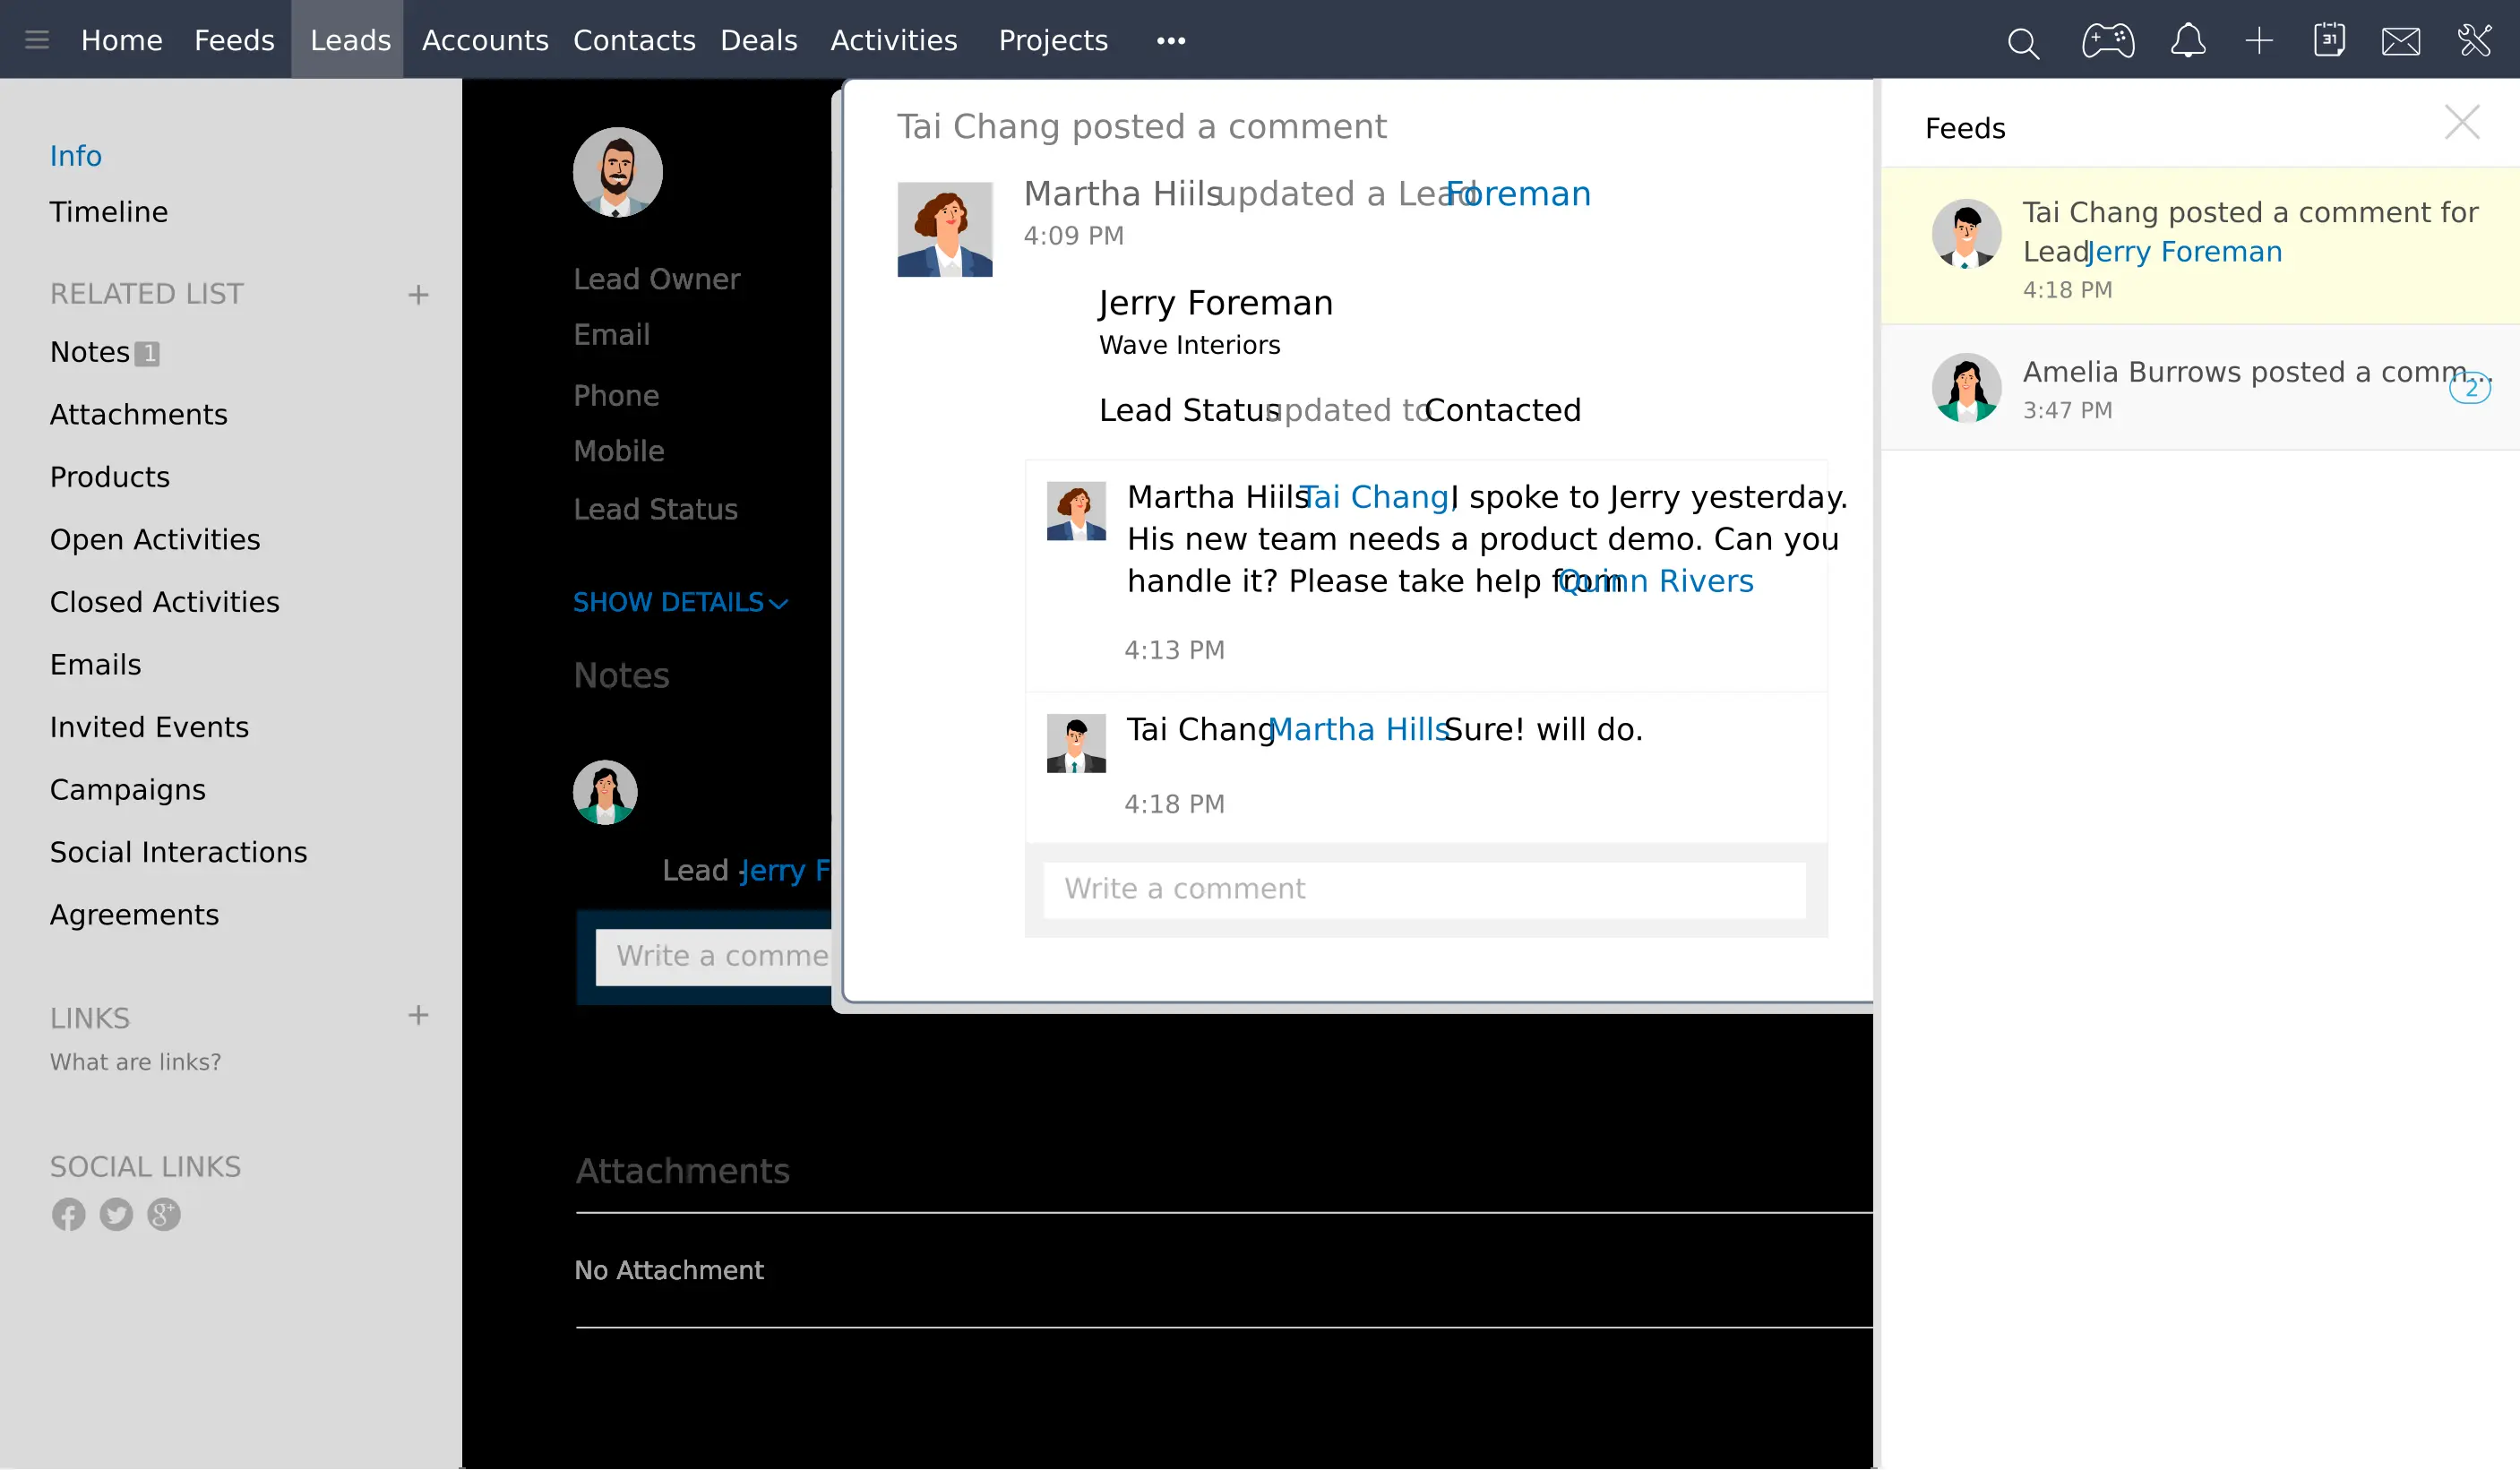 Home Feeds Leads Accounts Contacts Deals Activities Projects •••
31
Info
Timeline
RELATED LIST +
Notes 1
Attachments
Products
Open Activities
Closed Activities
Emails
Invited Events
Campaigns
Social Interactions
Agreements
LINKS +
What are links?
SOCIAL LINKS
Lead Owner
Email
Phone
Mobile
Lead Status
SHOW DETAILS
Notes
Lead - Jerry F
Write a comme
Attachments
No Attachment
Tai Chang posted a comment
Martha Hiils updated a Lead Foreman
4:09 PM
Jerry Foreman
Wave Interiors
Lead Status updated to Contacted
Martha Hiils Tai Chang, I spoke to Jerry yesterday.
His new team needs a product demo. Can you
handle it? Please take help from Quinn Rivers
4:13 PM
Tai Chang Martha Hills Sure! will do.
4:18 PM
Write a comment
Feeds
Tai Chang posted a comment for
Lead Jerry Foreman
4:18 PM
Amelia Burrows posted a comm...
2
3:47 PM